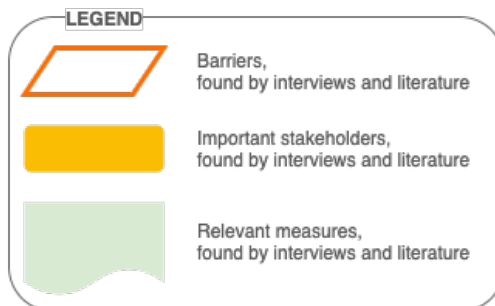 LEGEND
Barriers,
found by interviews and literature
Important stakeholders,
found by interviews and literature
Relevant measures,
found by interviews and literature